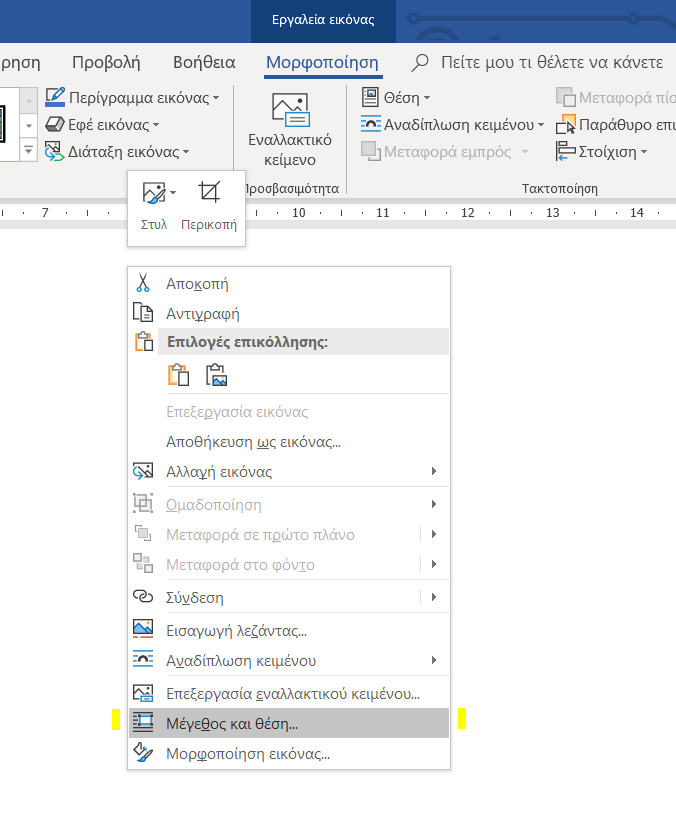 Εργαλεία εικόνας
ρηση Προβολή Βοήθεια Μορφοποίηση Πείτε μου τι θέλετε να κάνετε
Περίγραμμα εικόνας
Εφέ εικόνας
Διάταξη εικόνας
Εναλλακτικό
κείμενο
Θέση
Αναδίπλωση κειμένου
Μεταφορά εμπρός
Μεταφορά πίσ
Παράθυρο επι
Στοίχιση
Προσβασιμότητα
Τακτοποίηση
Στυλ Περικοπή
7 10 11 12 13 14
Αποκοπή
Αντιγραφή
Επιλογές επικόλλησης:
Επεξεργασία εικόνας
Αποθήκευση ως εικόνας...
Αλλαγή εικόνας
Ομαδοποίηση
Μεταφορά σε πρώτο πλάνο
Μεταφορά στο φόντο
Σύνδεση
Εισαγωγή λεζάντας...
Αναδίπλωση κειμένου
Επεξεργασία εναλλακτικού κειμένου...
Μέγεθος και θέση...
Μορφοποίηση εικόνας...